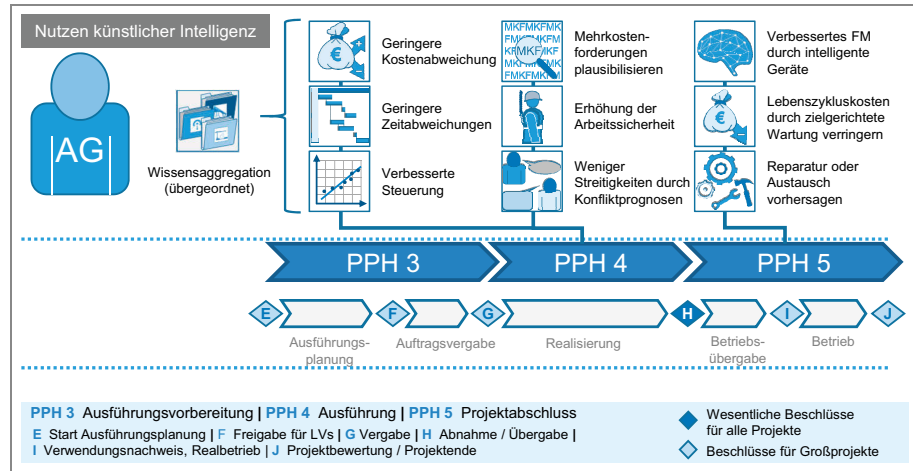 Nutzen künstlicher Intelligenz
AG
Wissensaggregation
(übergeordnet)
€
Geringere
Kostenabweichung
Geringere
Zeitabweichungen
Verbesserte
Steuerung
MKFMKFMKF
FMKFMKFM
MKF
FMKFMKFM
Mehrkosten-
forderungen
plausibilisieren
Erhöhung der
Arbeitssicherheit
Weniger
Streitigkeiten durch
Konfliktprognosen
Verbessertes FM
durch intelligente
Geräte
€
Lebenszykluskosten
durch zielgerichtete
Wartung verringern
Reparatur oder
Austausch
vorhersagen
PPH 3
PPH 4
PPH 5
E
F
G
H
I
J
Ausführungs-
planung
Auftragsvergabe
Realisierung
Betriebs-
übergabe
Betrieb
PPH 3 Ausführungsvorbereitung | PPH 4 Ausführung | PPH 5 Projektabschluss
E Start Ausführungsplanung | F Freigabe für LVs | G Vergabe | H Abnahme / Übergabe |
I Verwendungsnachweis, Realbetrieb | J Projektbewertung / Projektende
Wesentliche Beschlüsse
für alle Projekte
Beschlüsse für Großprojekte